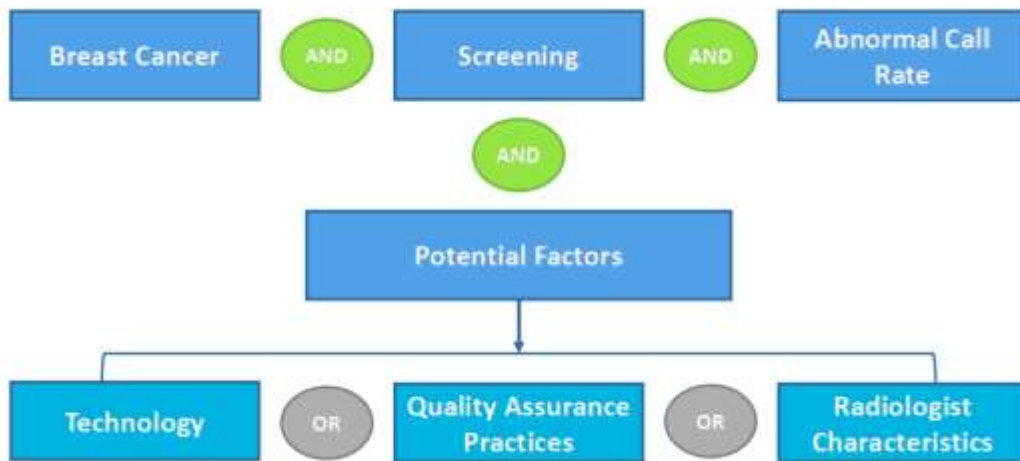 Breast Cancer
AND
Screening
AND
Abnormal Call
Rate
AND
Potential Factors
Technology
OR
Quality Assurance
Practices
OR
Radiologist
Characteristics